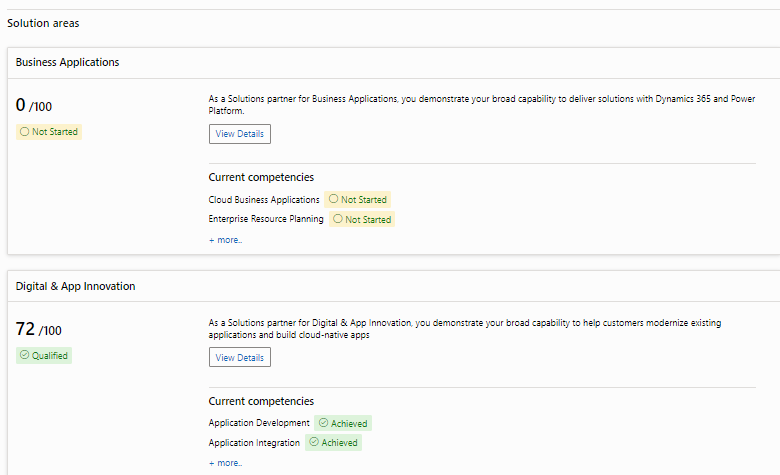 Solution areas
Business Applications
0 /100
Not Started
As a Solutions partner for Business Applications, you demonstrate your broad capability to deliver solutions with Dynamics 365 and Power
Platform.
View Details
Current competencies
Cloud Business Applications Not Started
Enterprise Resource Planning Not Started
+ more..
Digital & App Innovation
72 /100
Qualified
As a Solutions partner for Digital & App Innovation, you demonstrate your broad capability to help customers modernize existing
applications and build cloud-native apps
View Details
Current competencies
Application Development Achieved
Application Integration Achieved
+ more..